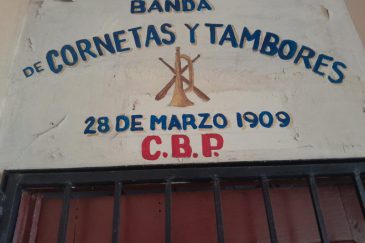 BANDA
DE CORNETAS Y TAMBORES
28 DE MARZO 1909
C.B.P.